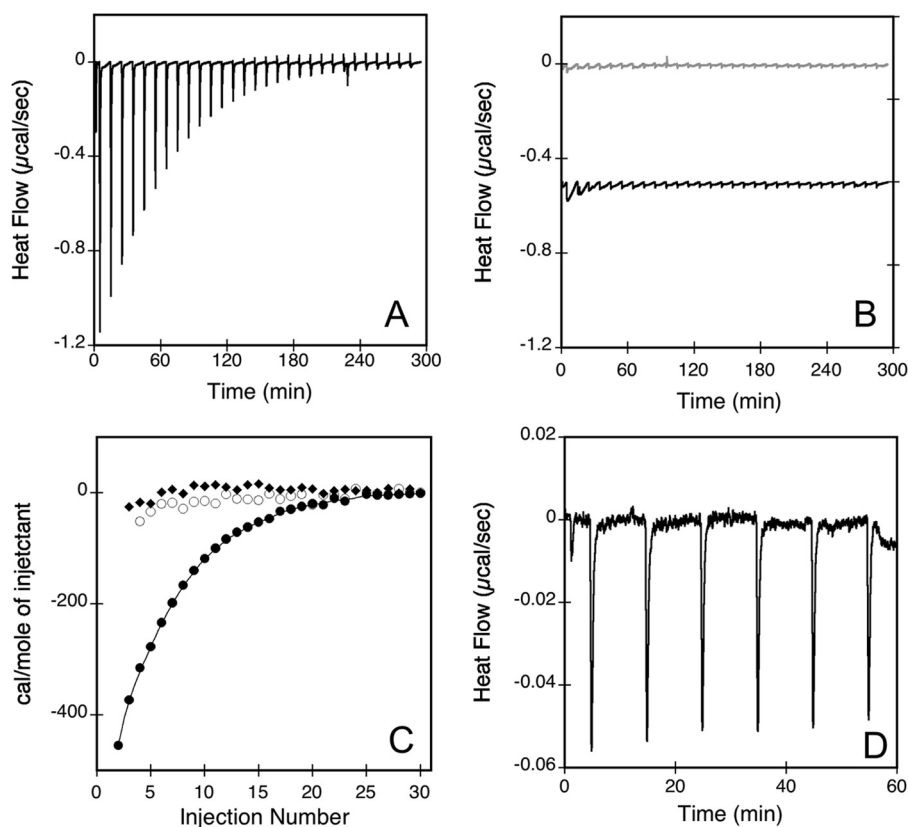 0
-0.4
-0.8
-1.2
Heat Flow (µcal/sec)
A
0 60 120 180 240 300
Time (min)
0
-0.4
-0.8
-1.2
Heat Flow (µcal/sec)
B
0 60 120 180 240 300
Time (min)
0
-200
-400
cal/mole of injetctant
C
0 5 10 15 20 25 30
Injection Number
0.02
0
-0.02
-0.04
-0.06
Heat Flow (µcal/sec)
D
0 20 40 60
Time (min)